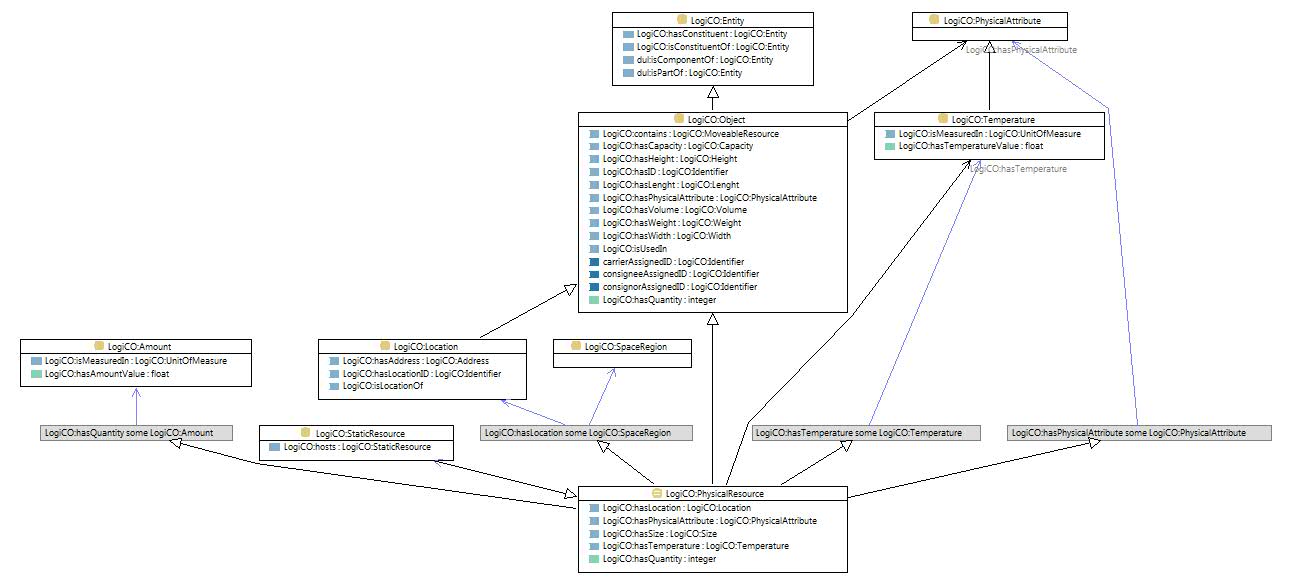 LogiCO:Entity
LogiCO:hasConstituent : LogiCO:Entity
LogiCO:isConstituentOf : LogiCO:Entity
dul:isComponentOf : LogiCO:Entity
dul:isPartOf : LogiCO:Entity
LogiCO:PhysicalAttribute
LogiCO:hasPhysicalAttribute
LogiCO:Object
LogiCO:contains : LogiCO:MoveableResource
LogiCO:hasCapacity : LogiCO:Capacity
LogiCO:hasHeight : LogiCO:Height
LogiCO:hasID : LogiCO:Identifier
LogiCO:hasLenght : LogiCO:Lenght
LogiCO:hasPhysicalAttribute : LogiCO:PhysicalAttribute
LogiCO:hasVolume : LogiCO:Volume
LogiCO:hasWeight : LogiCO:Weight
LogiCO:hasWidth : LogiCO:Width
LogiCO:isUsedIn
carrierAssignedID : LogiCO:Identifier
consigneeAssignedID : LogiCO:Identifier
consignorAssignedID : LogiCO:Identifier
LogiCO:hasQuantity : integer
LogiCO:Temperature
LogiCO:isMeasuredIn : LogiCO:UnitOfMeasure
LogiCO:hasTemperatureValue : float
LogiCO:hasTemperature
LogiCO:Amount
LogiCO:isMeasuredIn : LogiCO:UnitOfMeasure
LogiCO:hasAmountValue : float
LogiCO:Location
LogiCO:hasAddress : LogiCO:Address
LogiCO:hasLocationID : LogiCO:Identifier
LogiCO:isLocationOf
LogiCO:SpaceRegion
LogiCO:hasQuantity some LogiCO:Amount
LogiCO:StaticResource
LogiCO:hosts : LogiCO:StaticResource
LogiCO:hasLocation some LogiCO:SpaceRegion
LogiCO:hasTemperature some LogiCO:Temperature
LogiCO:hasPhysicalAttribute some LogiCO:PhysicalAttribute
LogiCO:PhysicalResource
LogiCO:hasLocation : LogiCO:Location
LogiCO:hasPhysicalAttribute : LogiCO:PhysicalAttribute
LogiCO:hasSize : LogiCO:Size
LogiCO:hasTemperature : LogiCO:Temperature
LogiCO:hasQuantity : integer